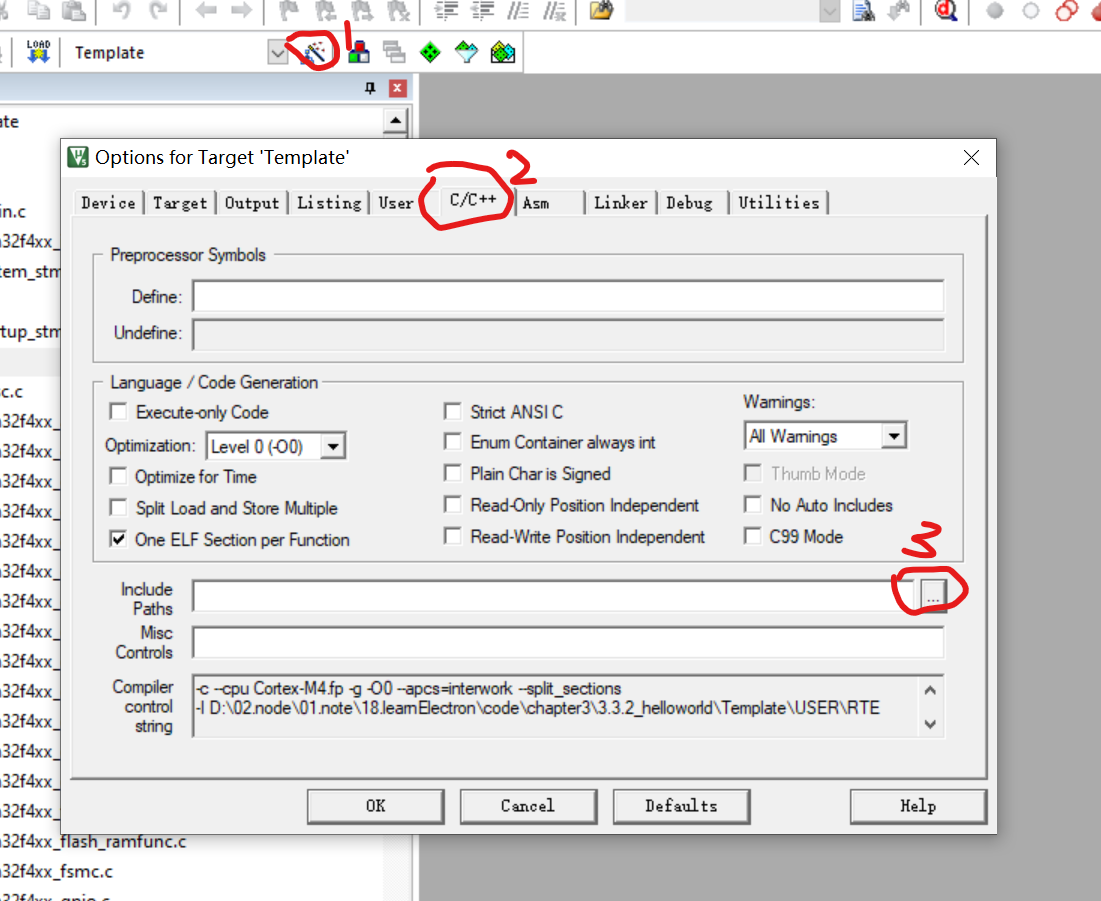 LOAD
Template
1
ate
Options for Target 'Template'
2
Device Target Output Listing User C/C++ Asm Linker Debug Utilities
in.c
32f4xx_
tem_stm
tup_stm
sc.c
32f4xx_
32f4xx_
32f4xx_
32f4xx_
32f4xx_
32f4xx_
32f4xx_
32f4xx_
32f4xx_
32f4xx_
32f4xx_
32f4xx_
32f4xx_
32f4xx_
32f4xx_flash_ramfunc.c
32f4xx_fsmc.c
32f4xx_gpio.c
Preprocessor Symbols
Define:
Undefine:
Language / Code Generation
Execute-only Code
Optimization: Level 0 (-O0)
Optimize for Time
Split Load and Store Multiple
One ELF Section per Function
Strict ANSI C
Enum Container always int
Plain Char is Signed
Read-Only Position Independent
Read-Write Position Independent
Warnings:
All Warnings
Thumb Mode
No Auto Includes
C99 Mode
3
Include
Paths
...
Misc
Controls
Compiler
control
string
-c --cpu Cortex-M4.fp -g -O0 --apcs=interwork --split_sections
-I D:\02.node\01.note\18.learnElectron\code\chapter3\3.3.2_helloworld\Template\USER\RTE
OK Cancel Defaults Help